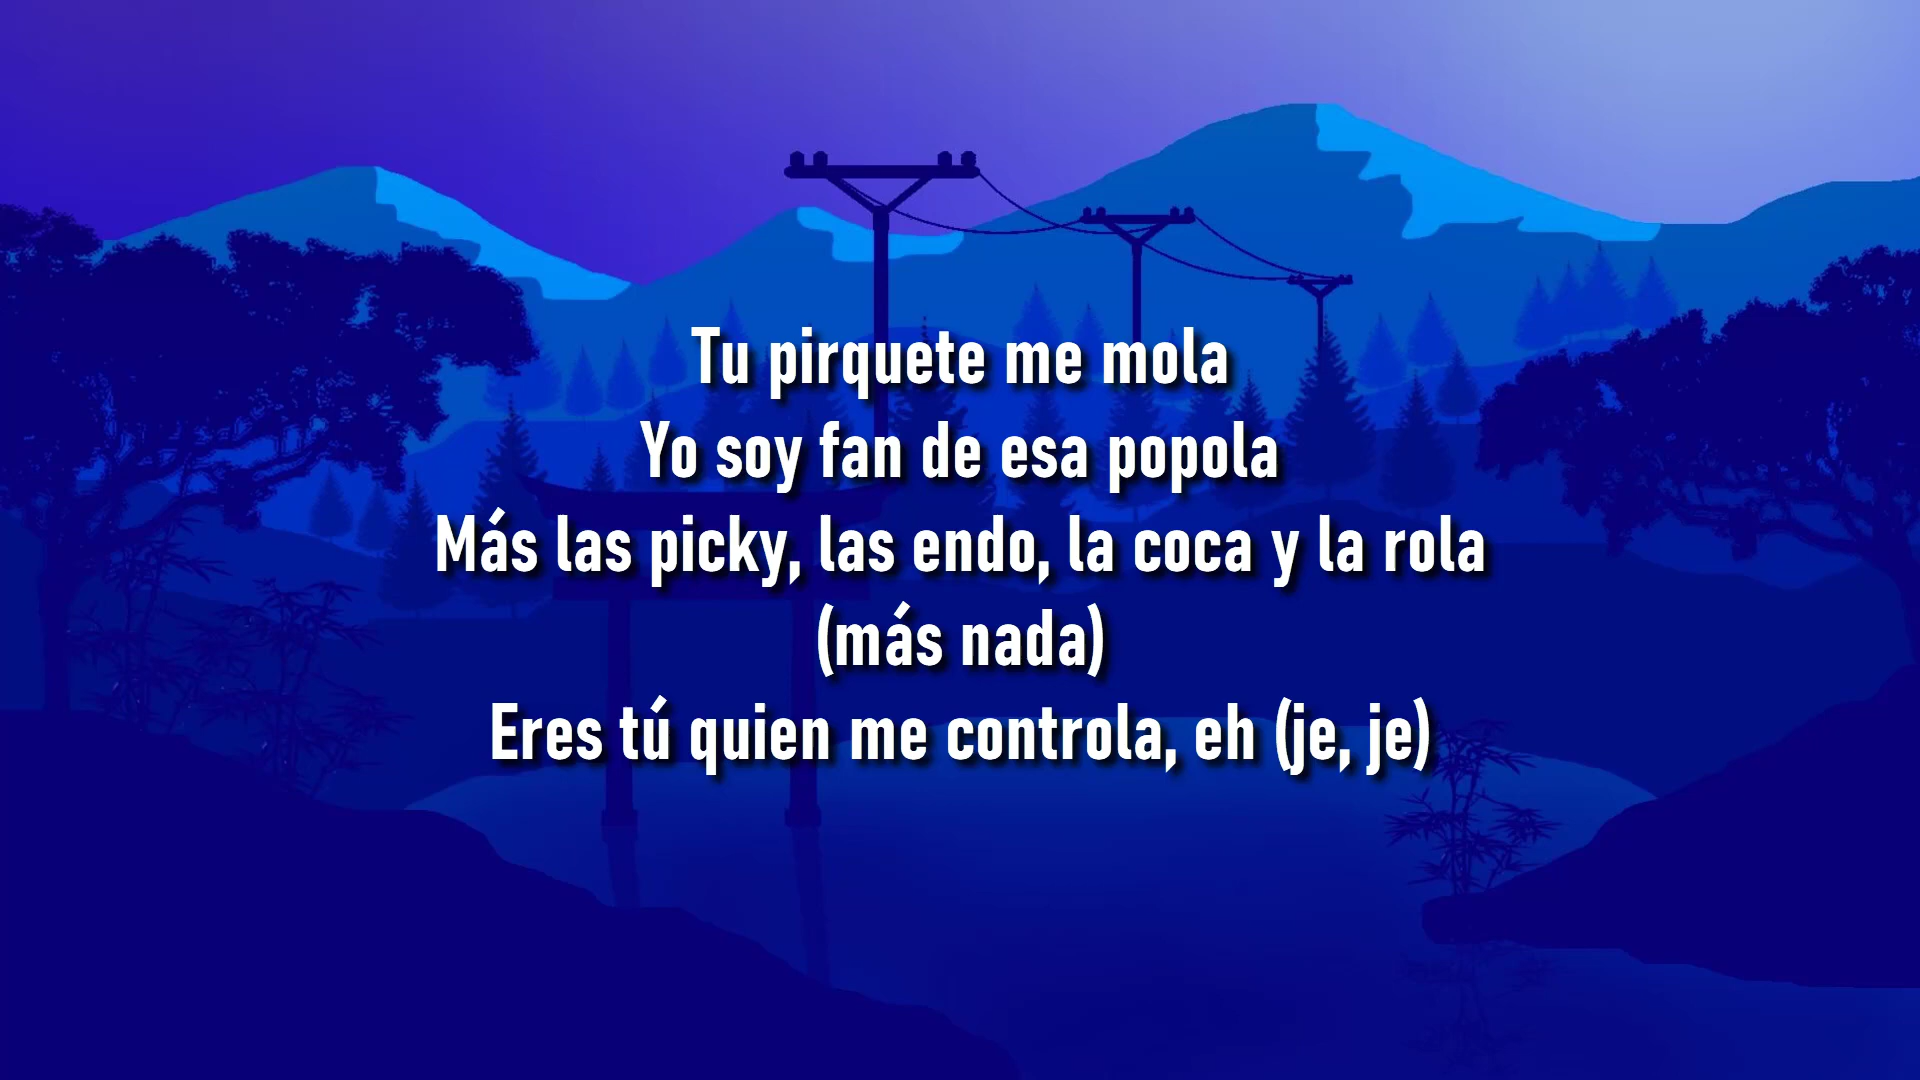 Tu pirquete me mola
Yo soy fan de esa popola
Más las picky, las endo, la coca y la rola
(más nada)
Eres tú quien me controla, eh (je, je)